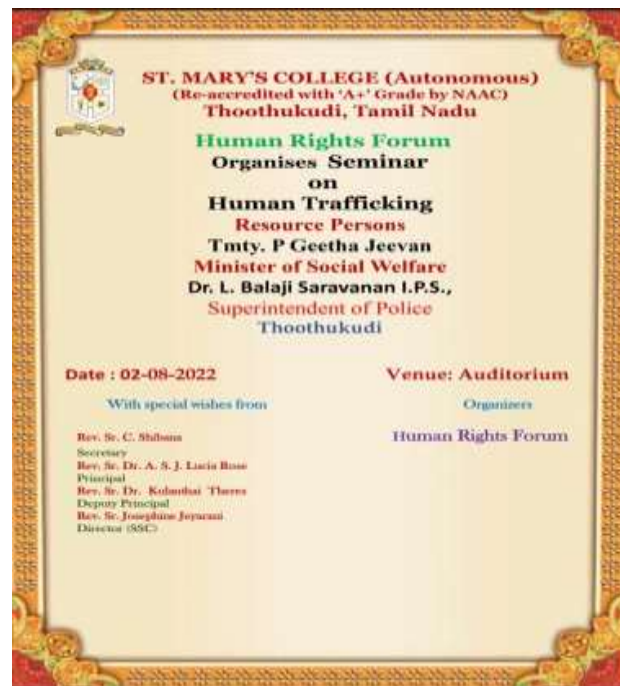 ST. MARY'S COLLEGE (Autonomous)
(Re-accredited with 'A+' Grade by NAAC)
Thoothukudi, Tamil Nadu
Human Rights Forum
Organises Seminar
on
Human Trafficking
Resource Persons
Tmty. P Geetha Jeevan
Minister of Social Welfare
Dr. L. Balaji Saravanan I.P.S.,
Superintendent of Police
Thoothukudi
Date : 02-08-2022
Venue: Auditorium
With special wishes from
Organizers
Rev. Sr. C. Shibana
Human Rights Forum
Secretary
Rev. Sr. Dr. A. S. J. Lucia Rose
Principal
Rev. Sr. Dr. Kulanthai Theres
Deputy Principal
Rev. Sr. Josephine Jeyarani
Director (SSC)